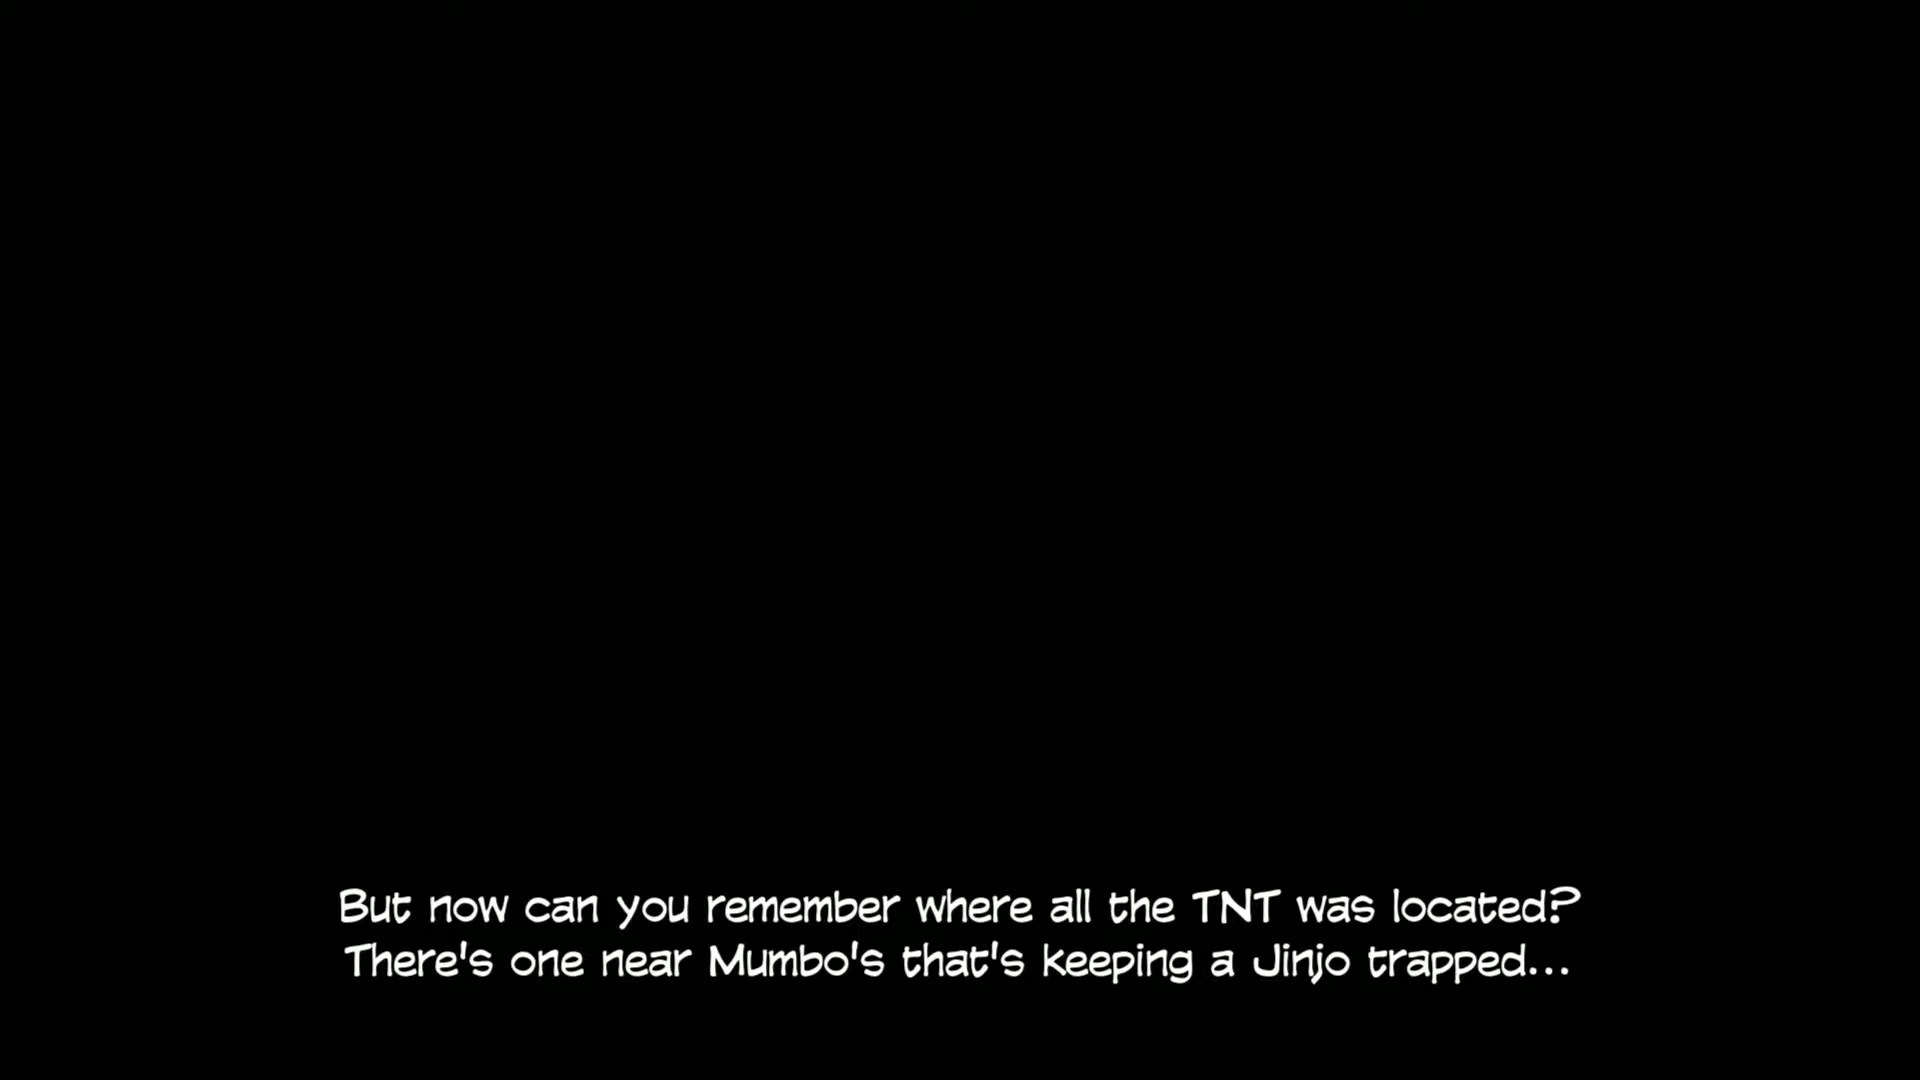 But now can you remember where all the TNT was located?
There's one near Mumbo's that's keeping a Jinjo trapped...